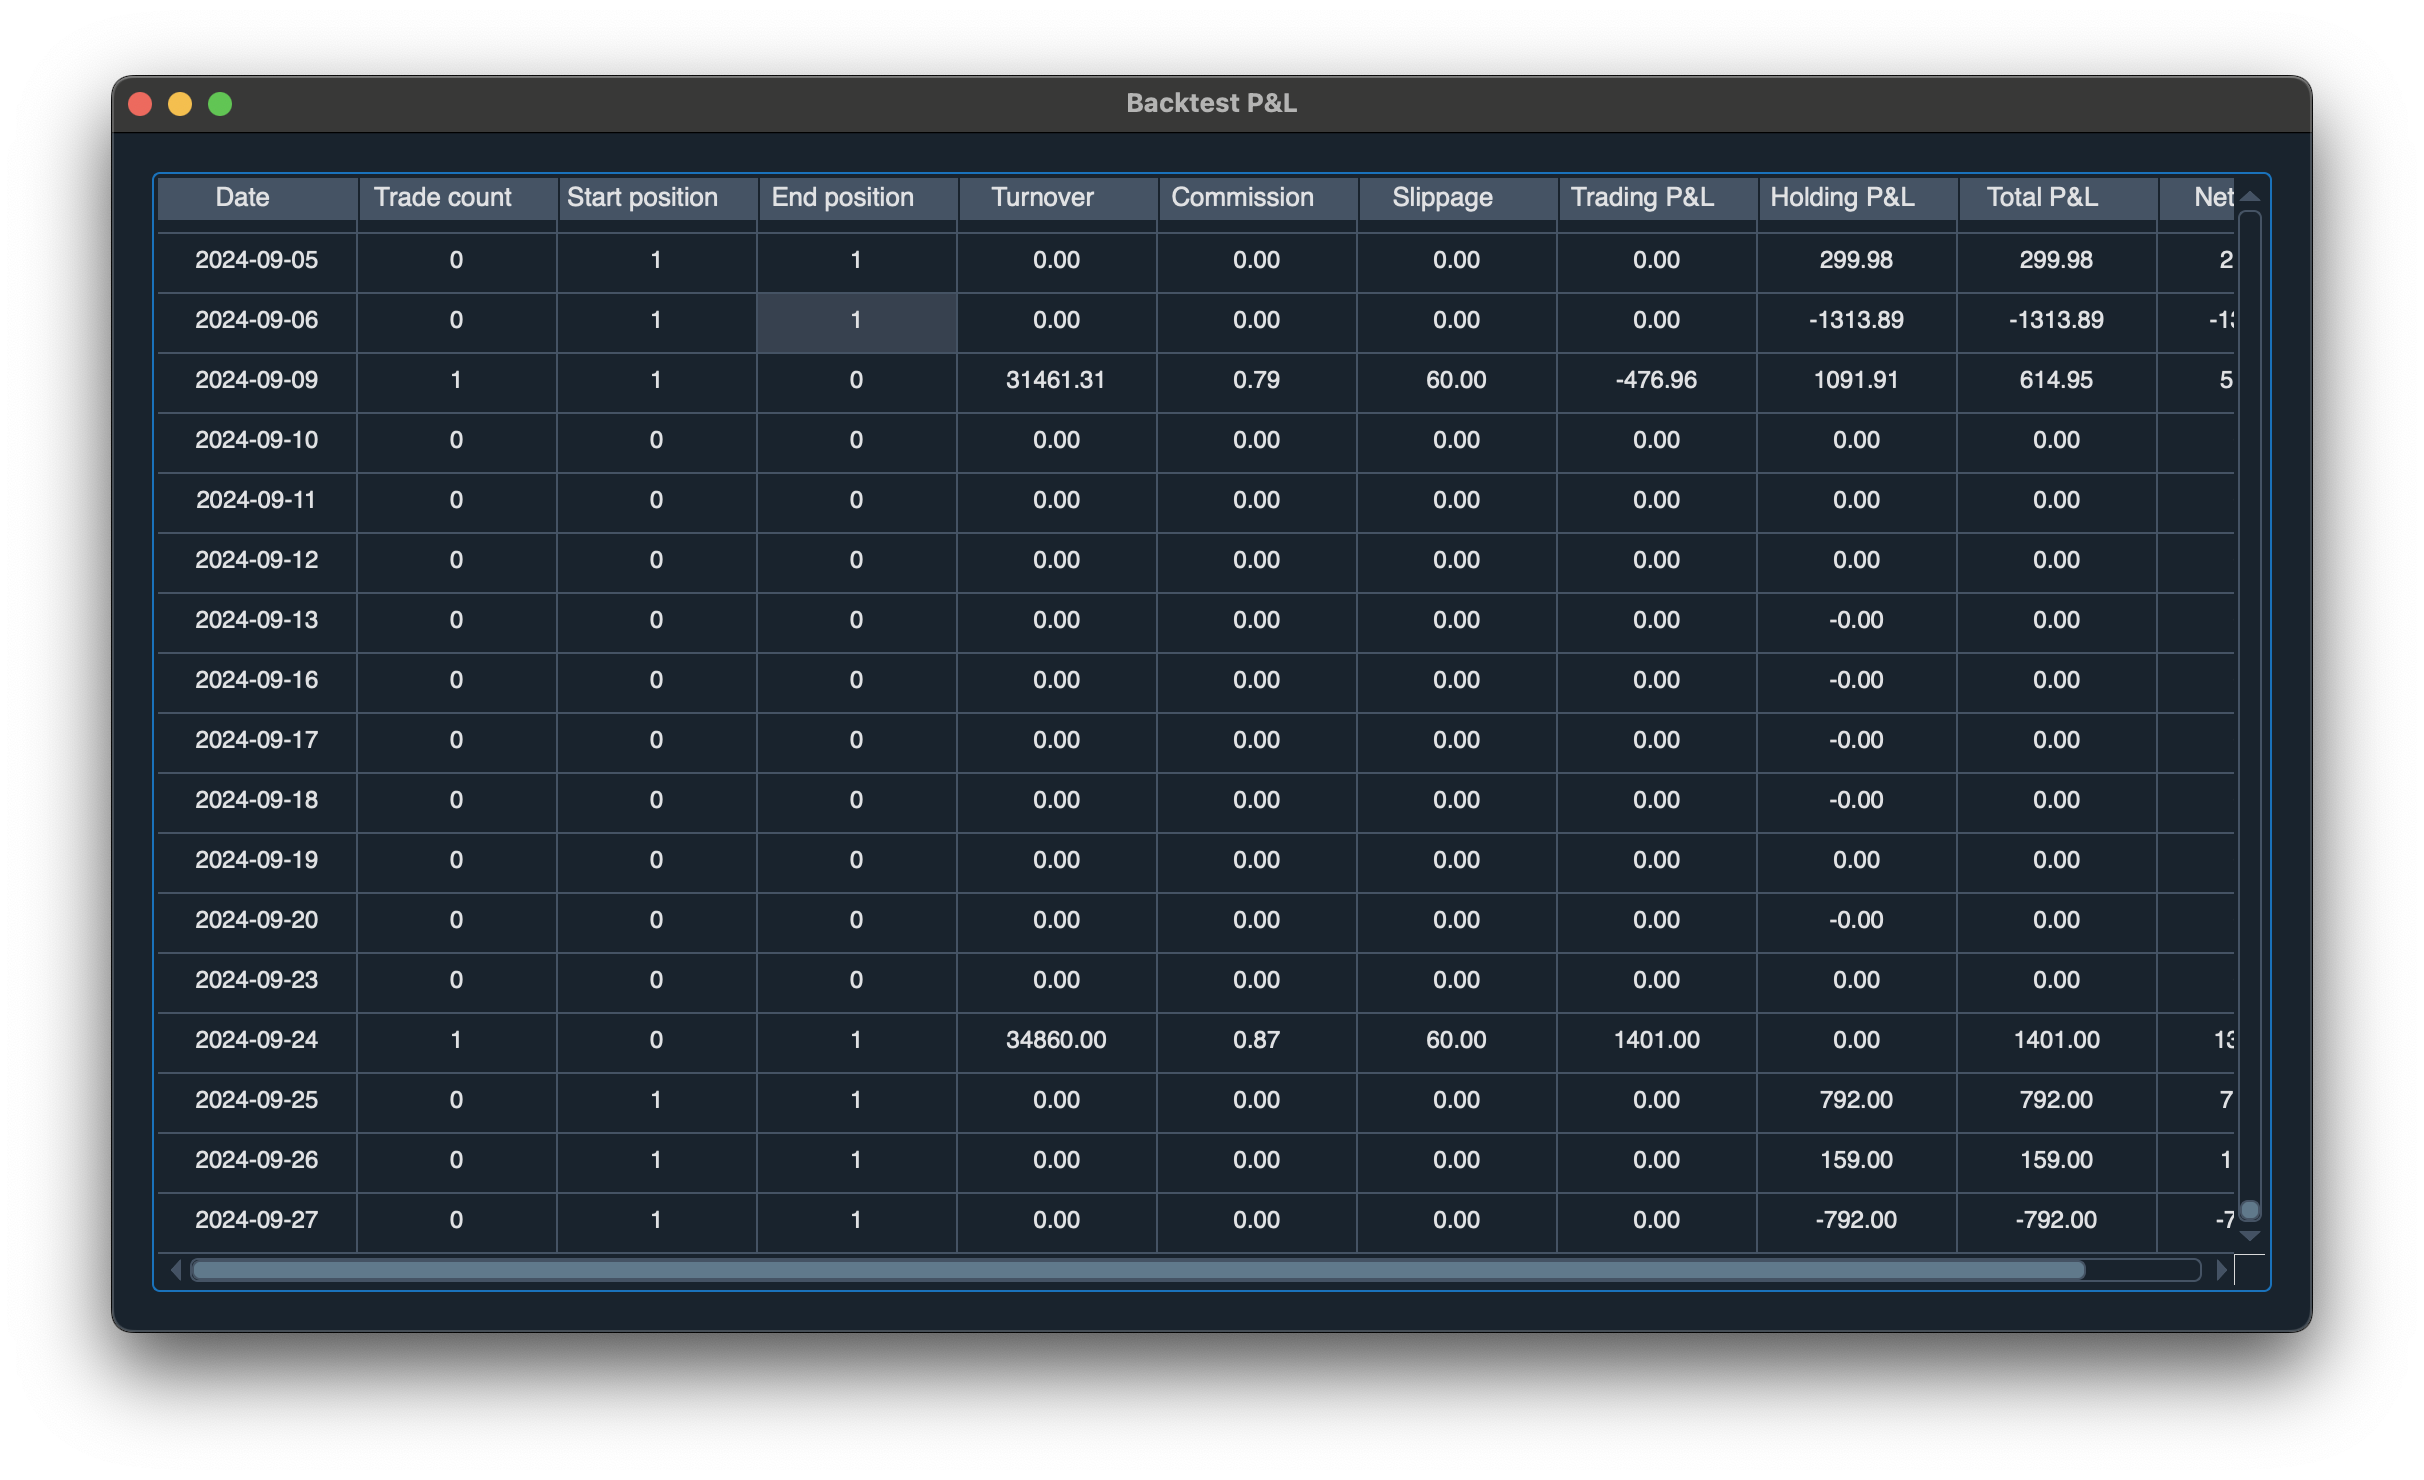 Backtest P&L
Date Trade count Start position End position Turnover Commission Slippage Trading P&L Holding P&L Total P&L Net
2024-09-05 0 1 1 0.00 0.00 0.00 0.00 299.98 299.98 2
2024-09-06 0 1 1 0.00 0.00 0.00 0.00 -1313.89 -1313.89
2024-09-09 1 1 0 31461.31 0.79 60.00 -476.96 1091.91 614.95 5
2024-09-10 0 0 0 0.00 0.00 0.00 0.00 0.00 0.00
2024-09-11 0 0 0 0.00 0.00 0.00 0.00 0.00 0.00
2024-09-12 0 0 0 0.00 0.00 0.00 0.00 0.00 0.00
2024-09-13 0 0 0 0.00 0.00 0.00 0.00 -0.00 0.00
2024-09-16 0 0 0 0.00 0.00 0.00 0.00 -0.00 0.00
2024-09-17 0 0 0 0.00 0.00 0.00 0.00 -0.00 0.00
2024-09-18 0 0 0 0.00 0.00 0.00 0.00 -0.00 0.00
2024-09-19 0 0 0 0.00 0.00 0.00 0.00 0.00 0.00
2024-09-20 0 0 0 0.00 0.00 0.00 0.00 -0.00 0.00
2024-09-23 0 0 0 0.00 0.00 0.00 0.00 0.00 0.00
2024-09-24 1 0 1 34860.00 0.87 60.00 1401.00 0.00 1401.00
2024-09-25 0 1 1 0.00 0.00 0.00 0.00 792.00 792.00 7
2024-09-26 0 1 1 0.00 0.00 0.00 0.00 159.00 159.00 1
2024-09-27 0 1 1 0.00 0.00 0.00 0.00 -792.00 -792.00 -7